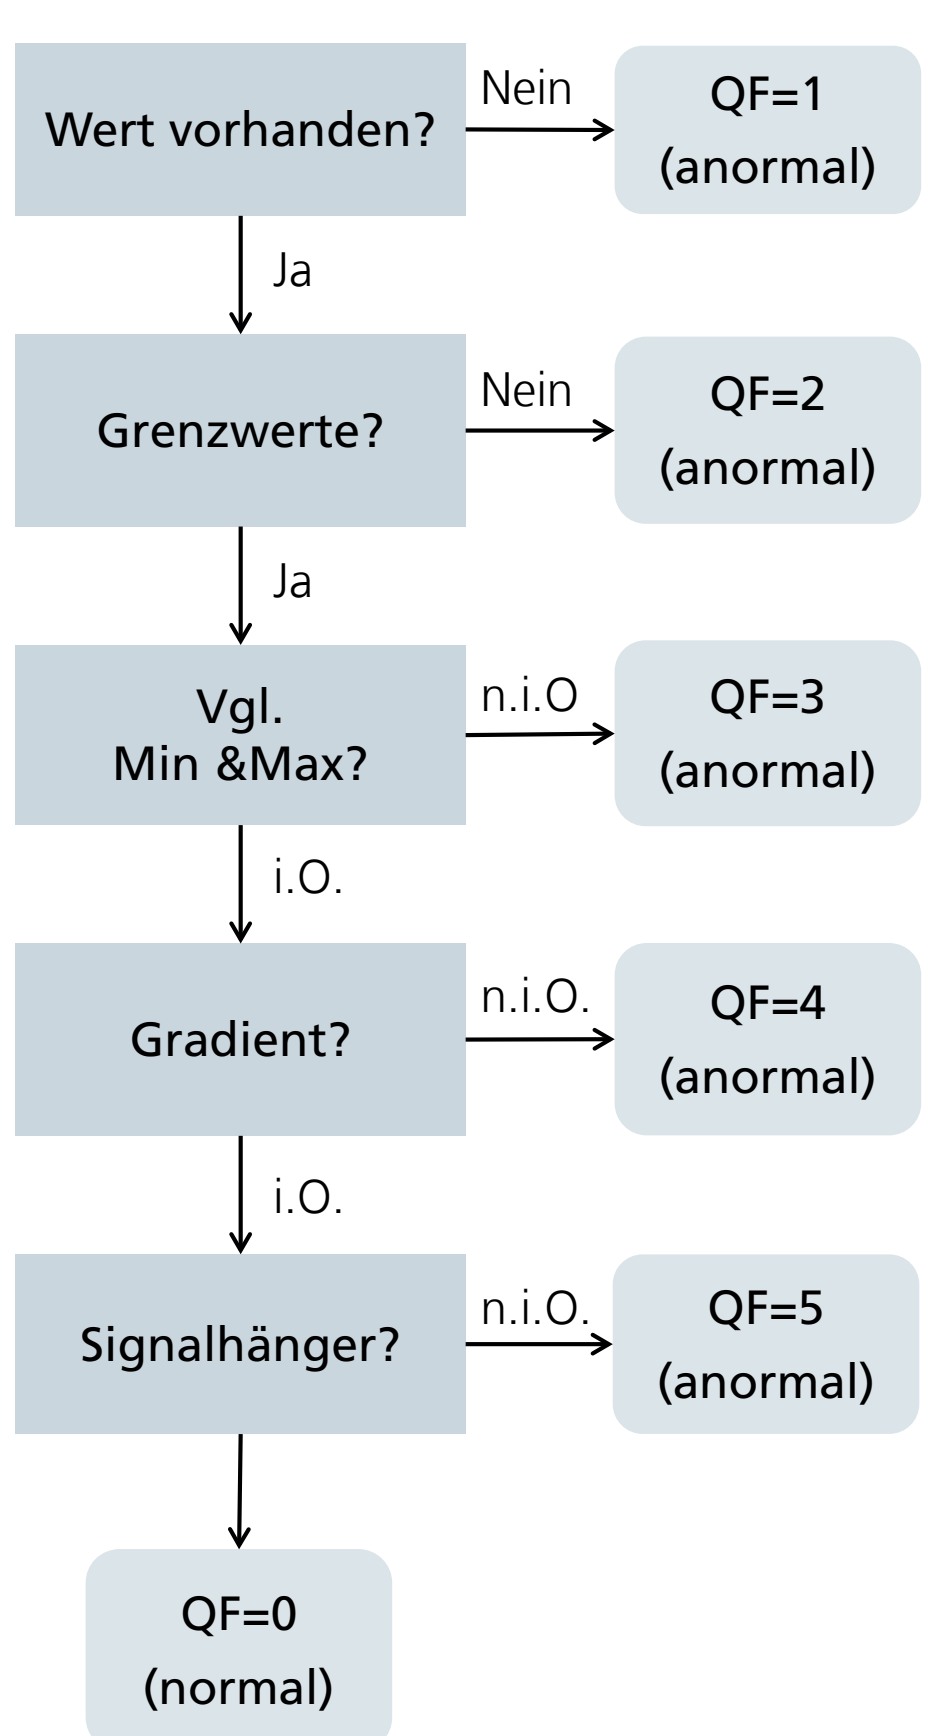 Wert vorhanden?
Nein
QF=1
(anormal)
Ja
Grenzwerte?
Nein
QF=2
(anormal)
Ja
Vgl.
Min &Max?
n.i.O
QF=3
(anormal)
i.O.
Gradient?
n.i.O.
QF=4
(anormal)
i.O.
Signalhänger?
n.i.O.
QF=5
(anormal)
QF=0
(normal)